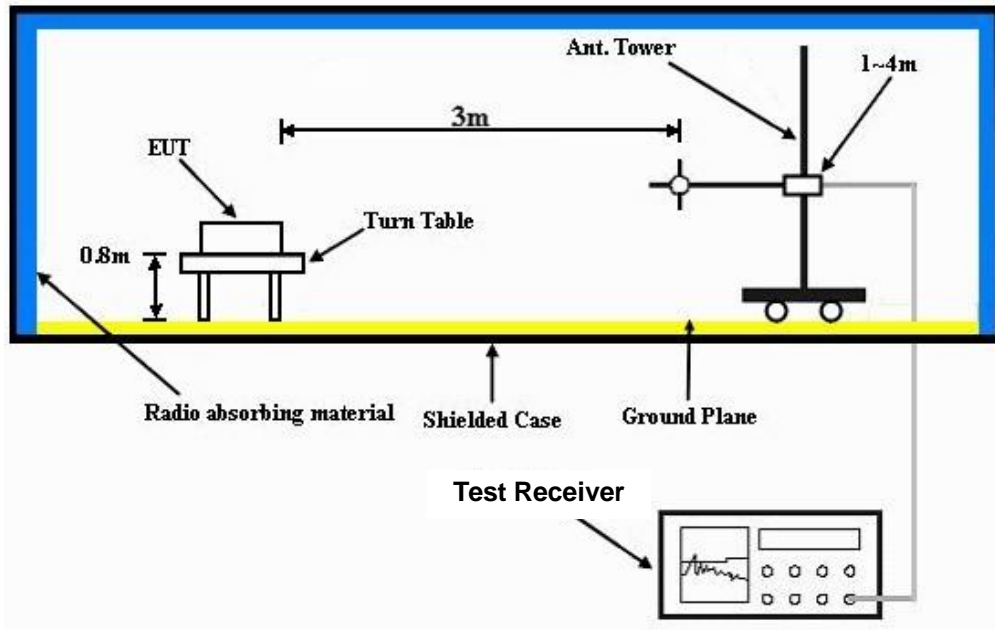 Ant. Tower
1~4m
3m
EUT
Turn Table
0.8m
Radio absorbing material
Shielded Case
Ground Plane
Test Receiver